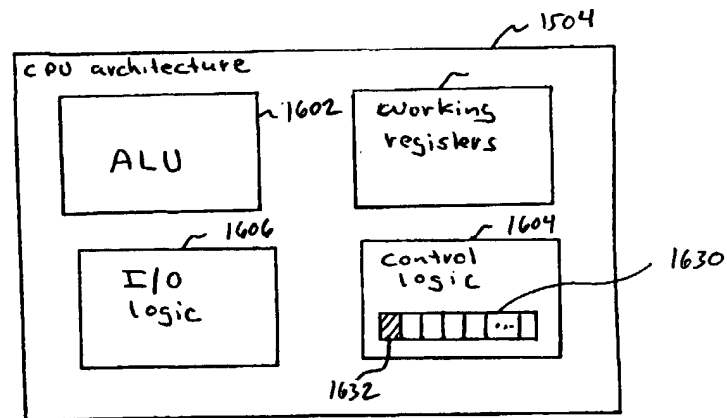 1504
CPU architecture
1602
ALU
Working
registers
1606
I/O
logic
1604
control
logic
...
1630
1632